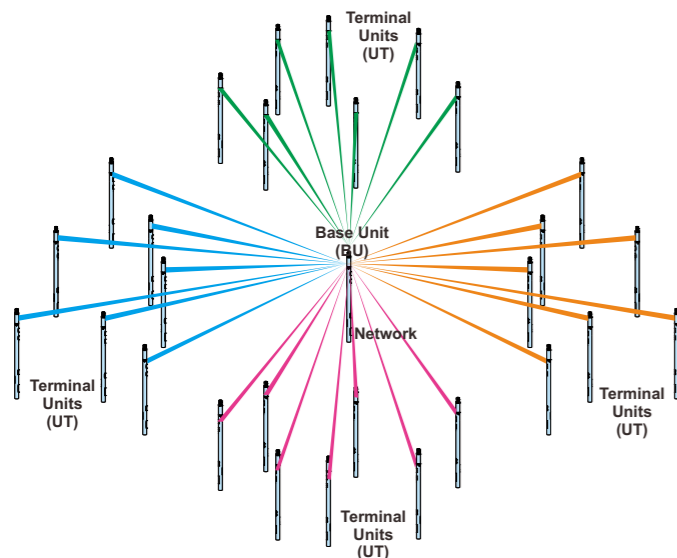 Terminal
Units
(UT)
Base Unit
(BU)
Network
Terminal
Units
(UT)
Terminal
Units
(UT)
Terminal
Units
(UT)